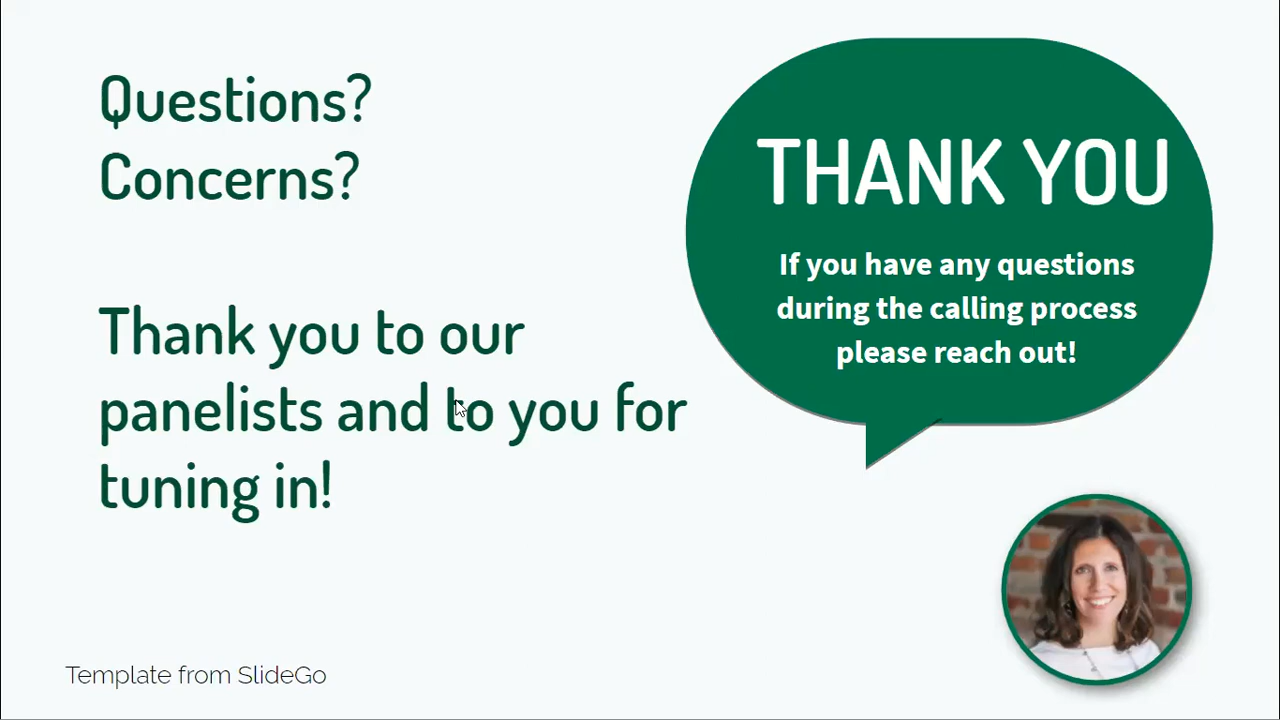 Questions?
Concerns?
Thank you to our
panelists and to you for
tuning in!
THANK YOU
If you have any questions
during the calling process
please reach out!
Template from SlideGo